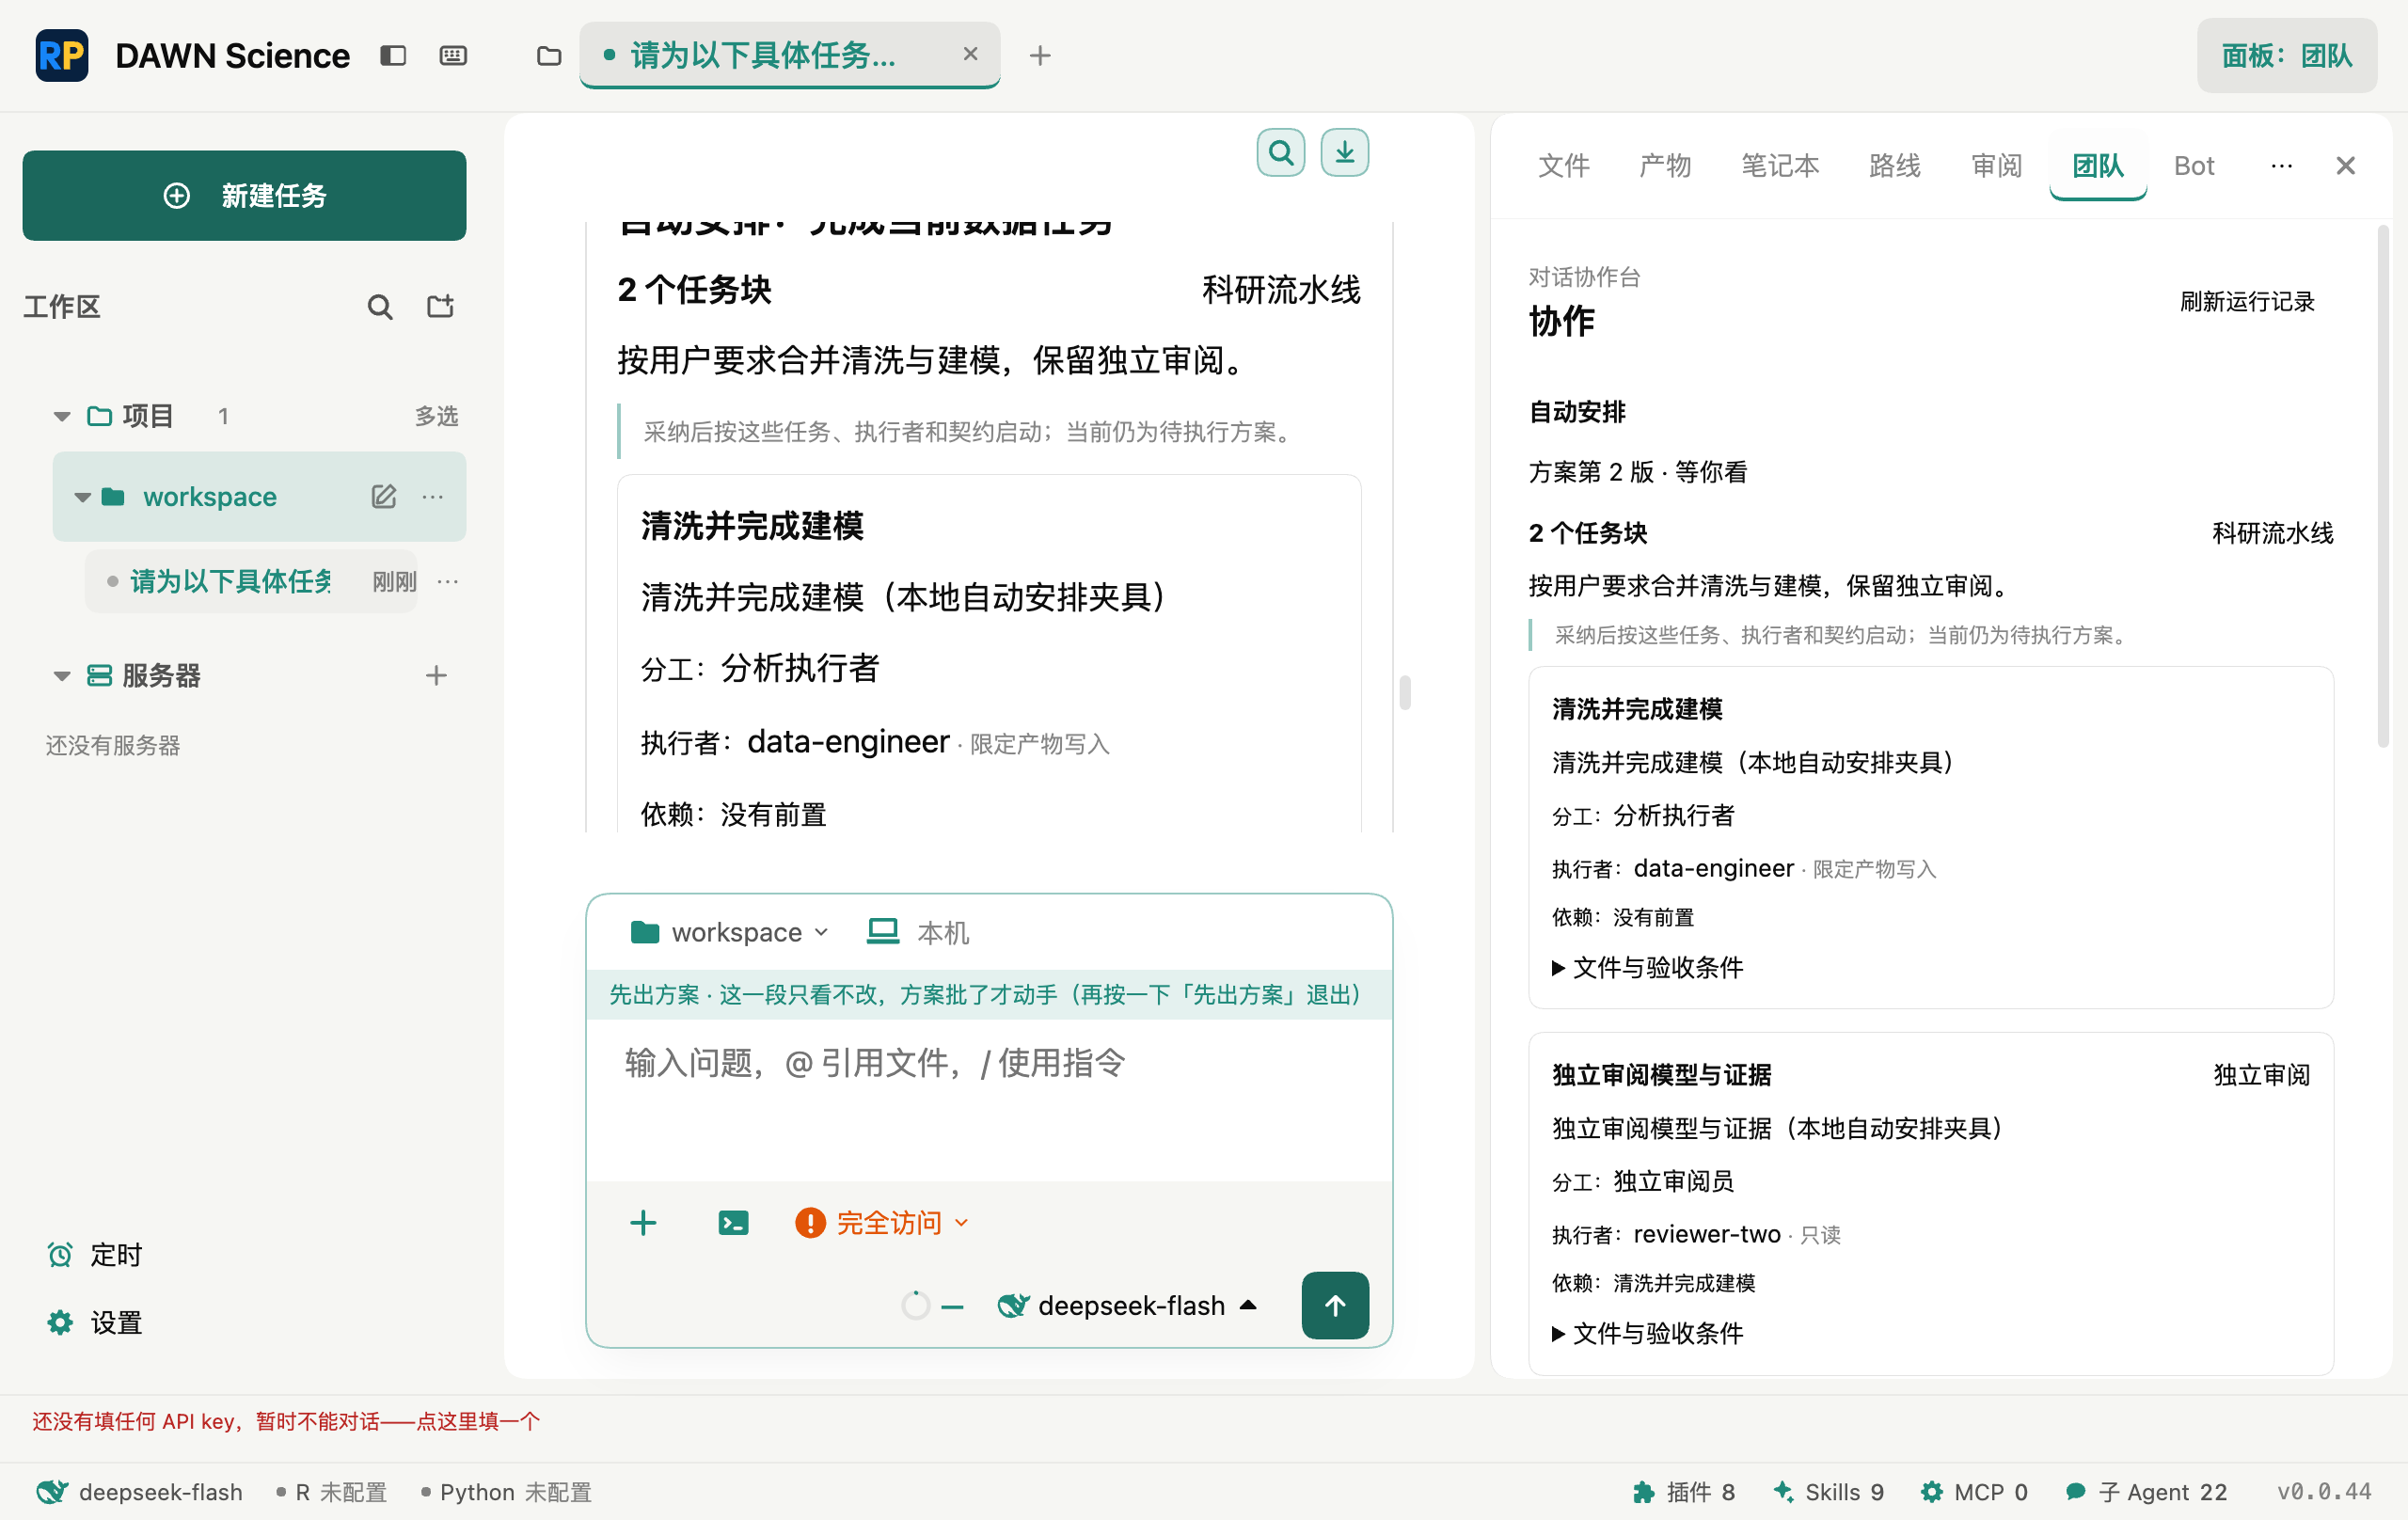 RP DAWN Science
请为以下具体任务...
面板：团队
新建任务
工作区
项目 1 多选
workspace
请为以下具体任务 刚刚
服务器
还没有服务器
定时
设置
自动安排：完成当前数据任务
2 个任务块 科研流水线
按用户要求合并清洗与建模，保留独立审阅。
采纳后按这些任务、执行者和契约启动；当前仍为待执行方案。
清洗并完成建模
清洗并完成建模（本地自动安排夹具）
分工：分析执行者
执行者：data-engineer · 限定产物写入
依赖：没有前置
workspace 本机
先出方案 · 这一段只看不改，方案批了才动手（再按一下「先出方案」退出）
输入问题，@ 引用文件，/ 使用指令
完全访问
deepseek-flash
文件 产物 笔记本 路线 审阅 团队 Bot ...
对话协作台
协作
刷新运行记录
自动安排
方案第 2 版 · 等你看
2 个任务块 科研流水线
按用户要求合并清洗与建模，保留独立审阅。
采纳后按这些任务、执行者和契约启动；当前仍为待执行方案。
清洗并完成建模
清洗并完成建模（本地自动安排夹具）
分工：分析执行者
执行者：data-engineer · 限定产物写入
依赖：没有前置
文件与验收条件
独立审阅模型与证据 独立审阅
独立审阅模型与证据（本地自动安排夹具）
分工：独立审阅员
执行者：reviewer-two · 只读
依赖：清洗并完成建模
文件与验收条件
还没有填任何 API key，暂时不能对话——点这里填一个
deepseek-flash R 未配置 Python 未配置
插件 8 Skills 9 MCP 0 子 Agent 22 v0.0.44